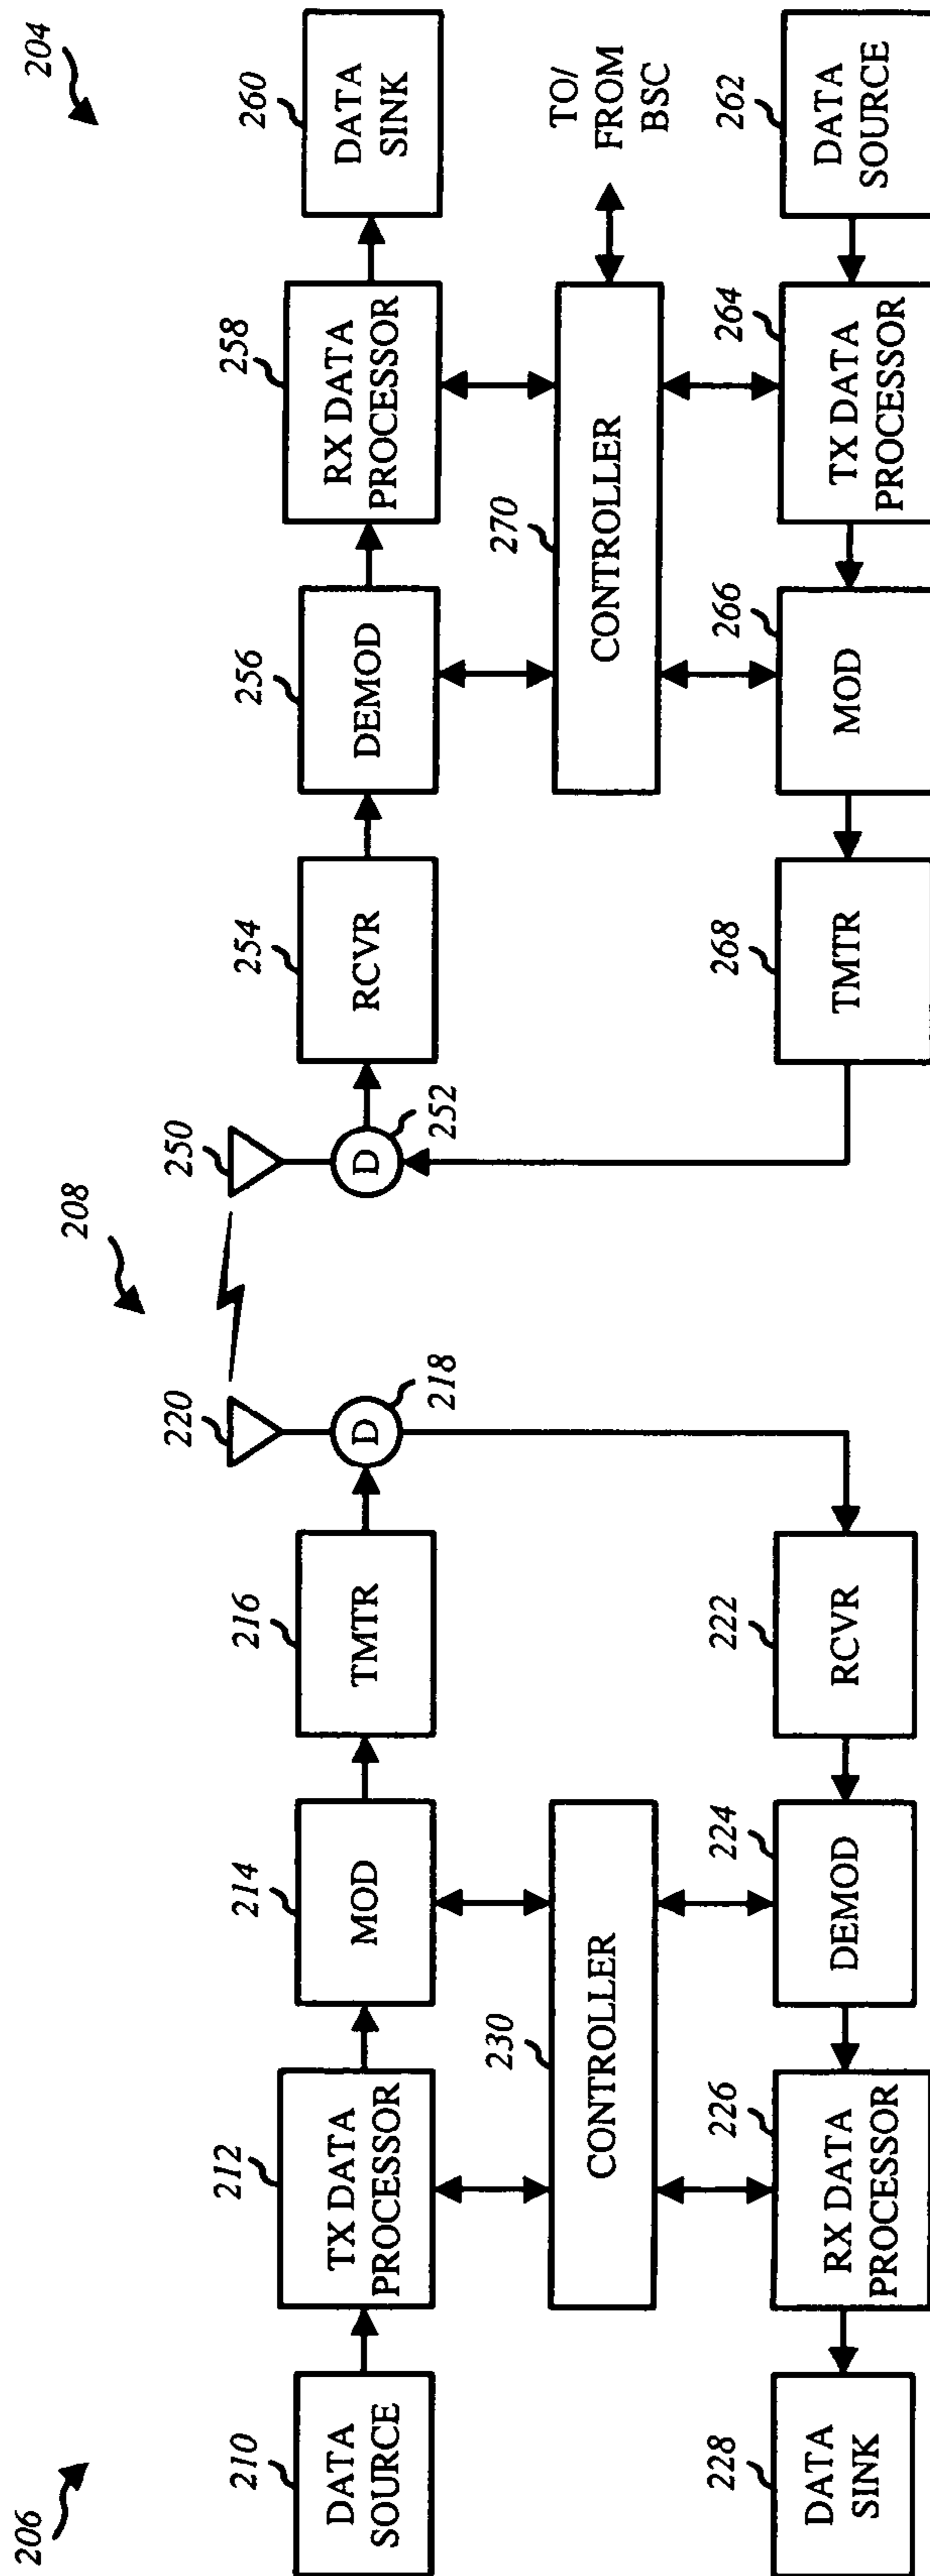 206
208
204
210
DATA
SOURCE
212
TX DATA
PROCESSOR
214
MOD
216
TMTR
220
D
218
250
D
252
254
RCVR
256
DEMOD
258
RX DATA
PROCESSOR
260
DATA
SINK
230
CONTROLLER
270
CONTROLLER
TO/
FROM
BSC
228
DATA
SINK
226
RX DATA
PROCESSOR
224
DEMOD
222
RCVR
268
TMTR
266
MOD
264
TX DATA
PROCESSOR
262
DATA
SOURCE